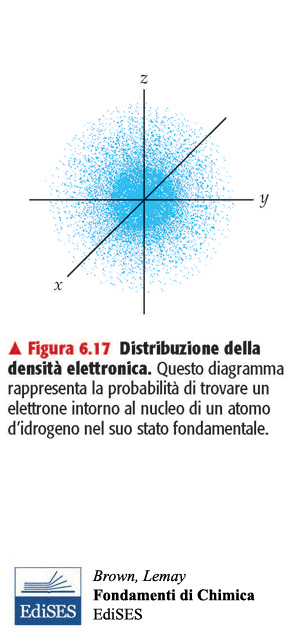 z
y
x
▲ Figura 6.17 Distribuzione della
densità elettronica. Questo diagramma
rappresenta la probabilità di trovare un
elettrone intorno al nucleo di un atomo
d'idrogeno nel suo stato fondamentale.
EdiSES
Brown, Lemay
Fondamenti di Chimica
EdiSES